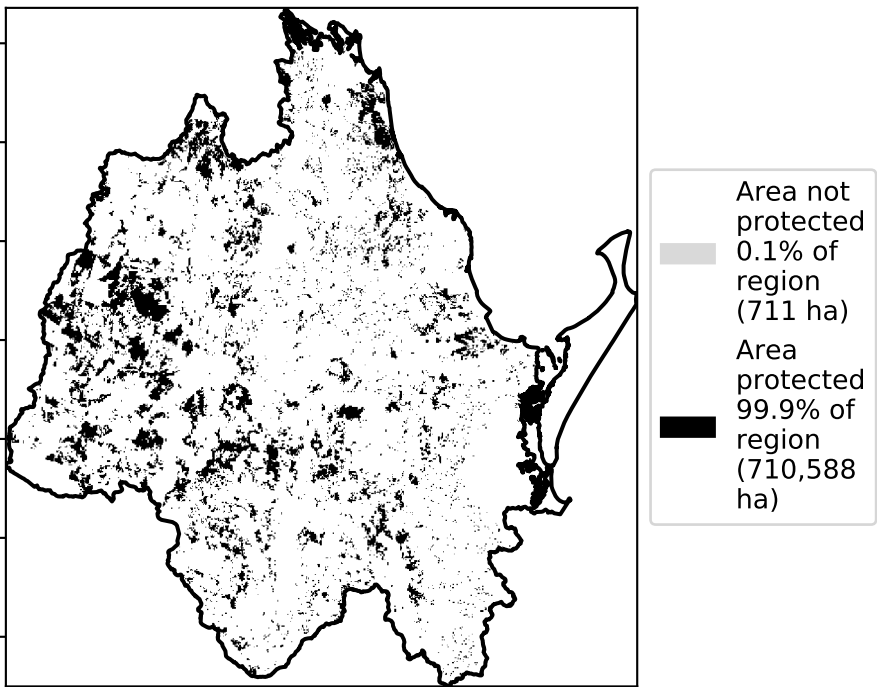 Area not
protected
0.1% of
region
(711 ha)
Area
protected
99.9% of
region
(710,588
ha)